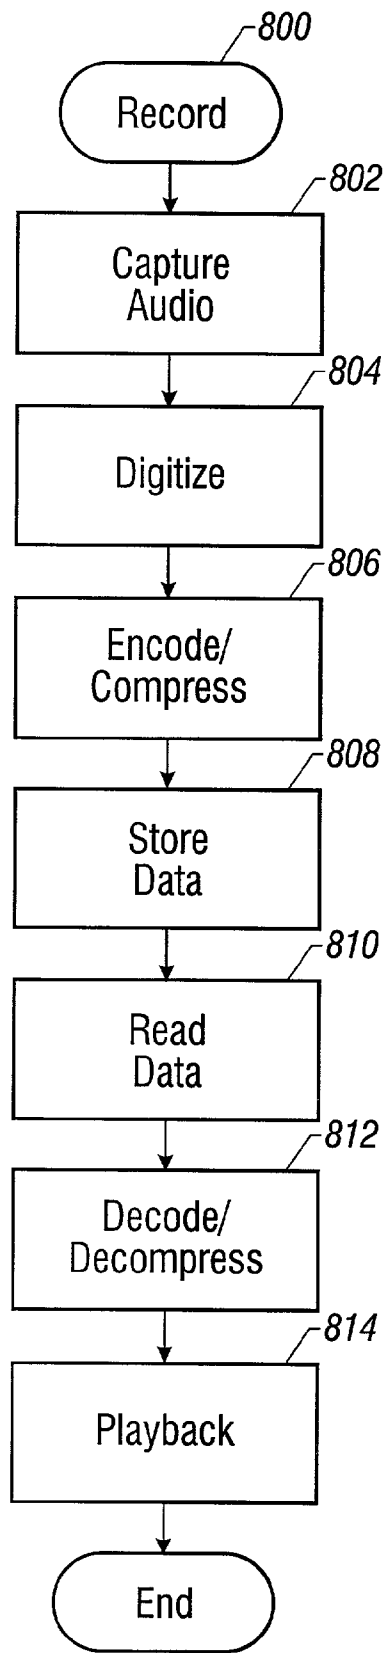 800
Record
802
Capture
Audio
804
Digitize
806
Encode/
Compress
808
Store
Data
810
Read
Data
812
Decode/
Decompress
814
Playback
End